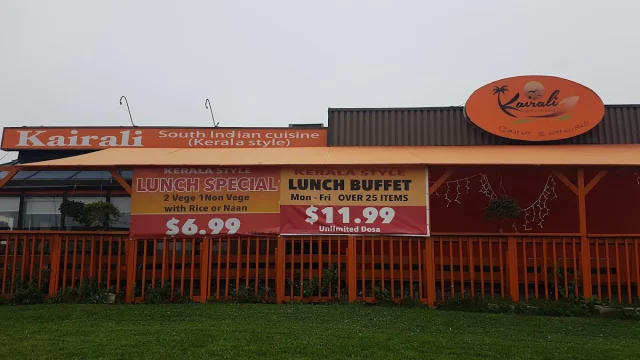 Kairali South Indian cuisine
(Kerala style)
Kairali
KERALA STYLE
LUNCH SPECIAL
2 Vege 1 Non Vege
with Rice or Naan
$6.99
KERALA STYLE
LUNCH BUFFET
Mon - Fri OVER 25 ITEMS
$11.99
Unlimited Dosa